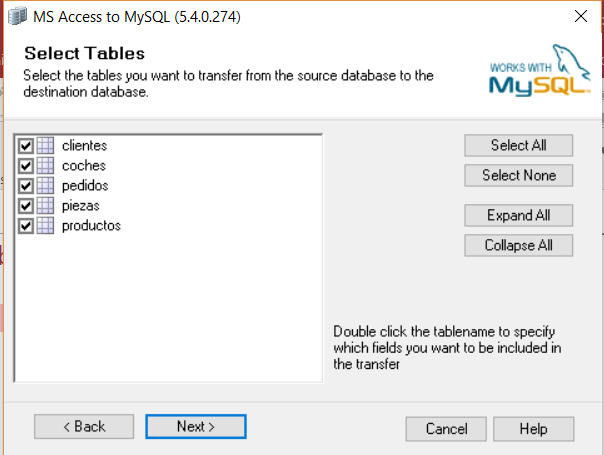 MS Access to MySQL (5.4.0.274)
Select Tables
Select the tables you want to transfer from the source database to the
destination database.
WORKS WITH
MySQL
clientes
coches
pedidos
piezas
productos
Select All
Select None
Expand All
Collapse All
Double click the tablename to specify
which fields you want to be included in
the transfer
< Back
Next >
Cancel
Help